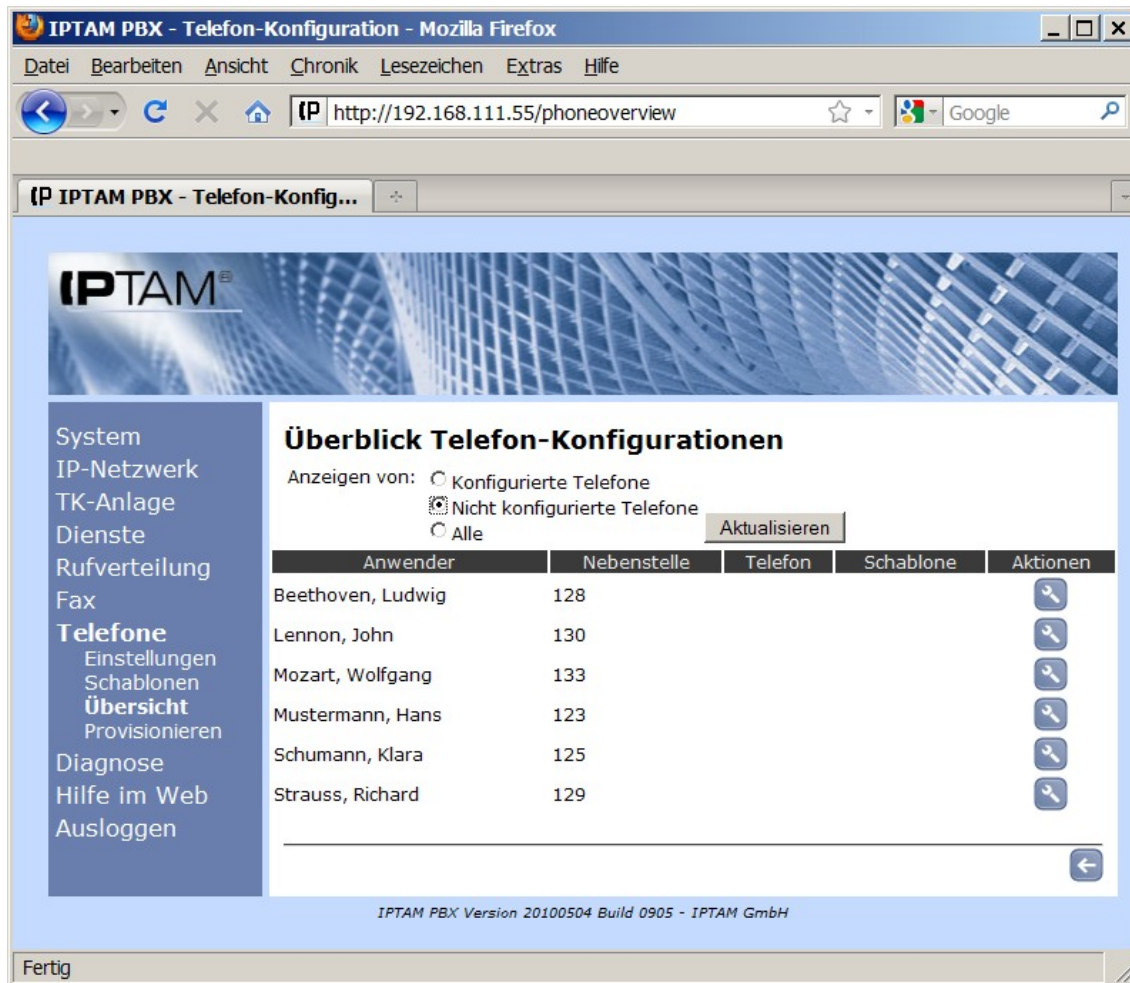 IPTAM PBX - Telefon-Konfiguration - Mozilla Firefox
Datei Bearbeiten Ansicht Chronik Lesezeichen Extras Hilfe
(P http://192.168.111.55/phoneoverview Google
(P IPTAM PBX - Telefon-Konfig...
IPTAM®
System
IP-Netzwerk
TK-Anlage
Dienste
Rufverteilung
Fax
Telefone
Einstellungen
Schablonen
Übersicht
Provisionieren
Diagnose
Hilfe im Web
Ausloggen
Überblick Telefon-Konfigurationen
Anzeigen von: Konfigurierte Telefone
Nicht konfigurierte Telefone
Alle Aktualisieren
Anwender Nebenstelle Telefon Schablone Aktionen
Beethoven, Ludwig 128
Lennon, John 130
Mozart, Wolfgang 133
Mustermann, Hans 123
Schumann, Klara 125
Strauss, Richard 129
IPTAM PBX Version 20100504 Build 0905 - IPTAM GmbH
Fertig